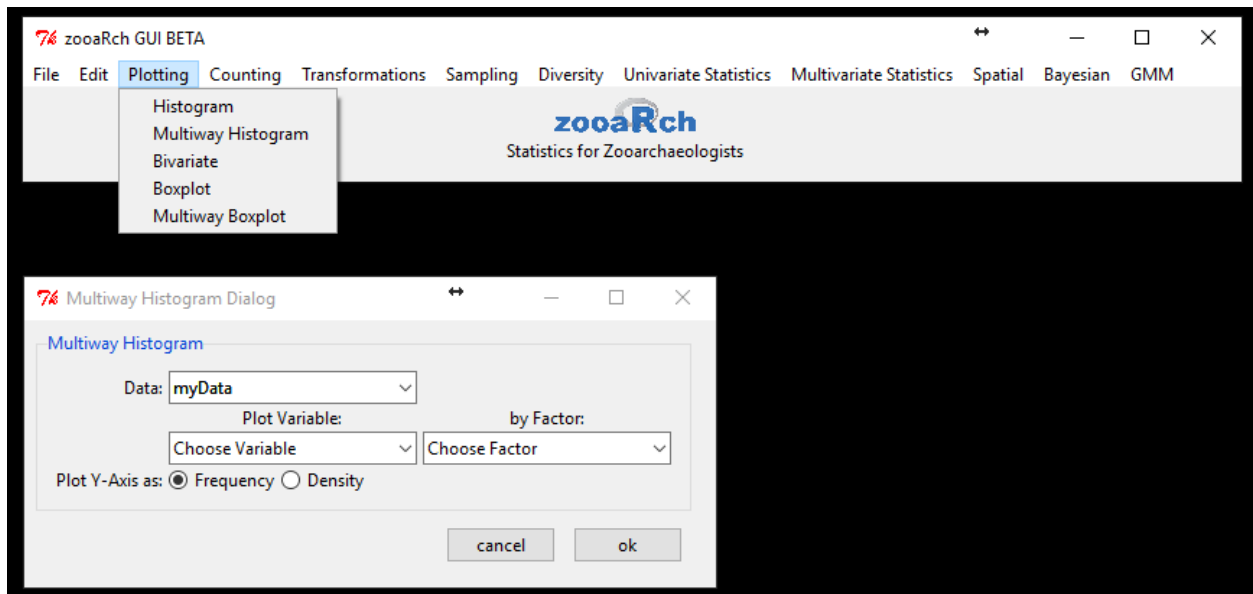 zooaRch GUI BETA
File Edit Plotting Counting Transformations Sampling Diversity Univariate Statistics Multivariate Statistics Spatial Bayesian GMM
Histogram
Multiway Histogram
Bivariate
Boxplot
Multiway Boxplot
zooaRch
Statistics for Zooarchaeologists
Multiway Histogram Dialog
Multiway Histogram
Data: myData
Plot Variable: by Factor:
Choose Variable Choose Factor
Plot Y-Axis as: Frequency Density
cancel ok